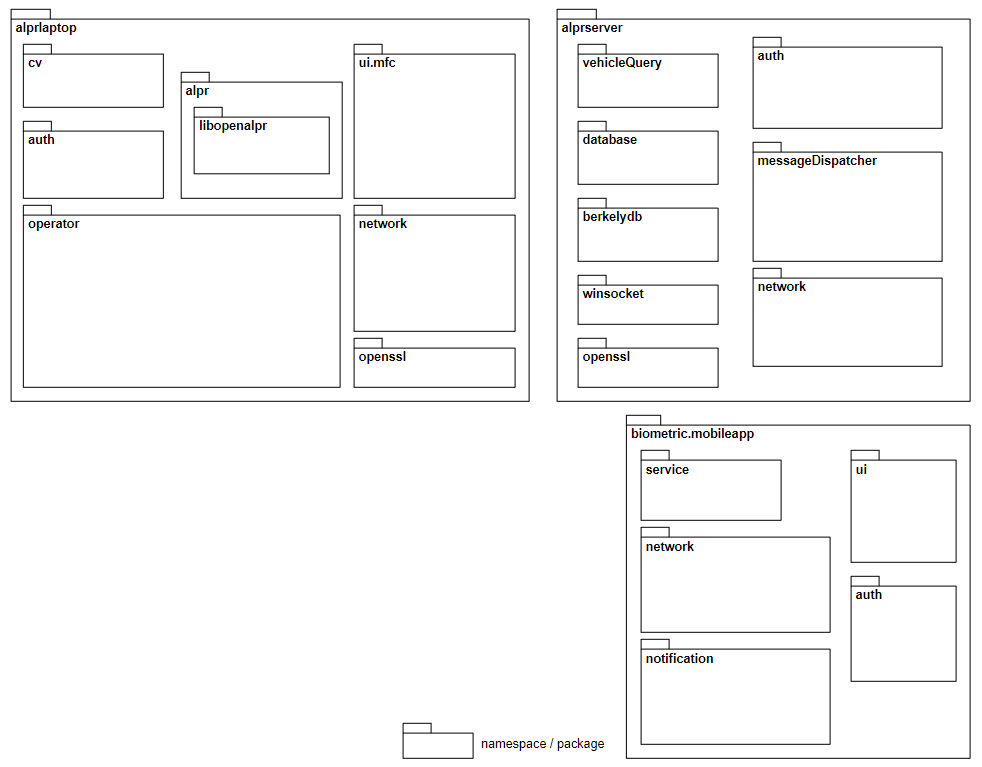 alprlaptop
cv
ui.mfc
alpr
libopenalpr
auth
operator
network
openssl
alprserver
vehicleQuery
auth
database
messageDispatcher
berkelydb
winsocket
network
openssl
biometric.mobileapp
service
ui
network
auth
notification
namespace / package